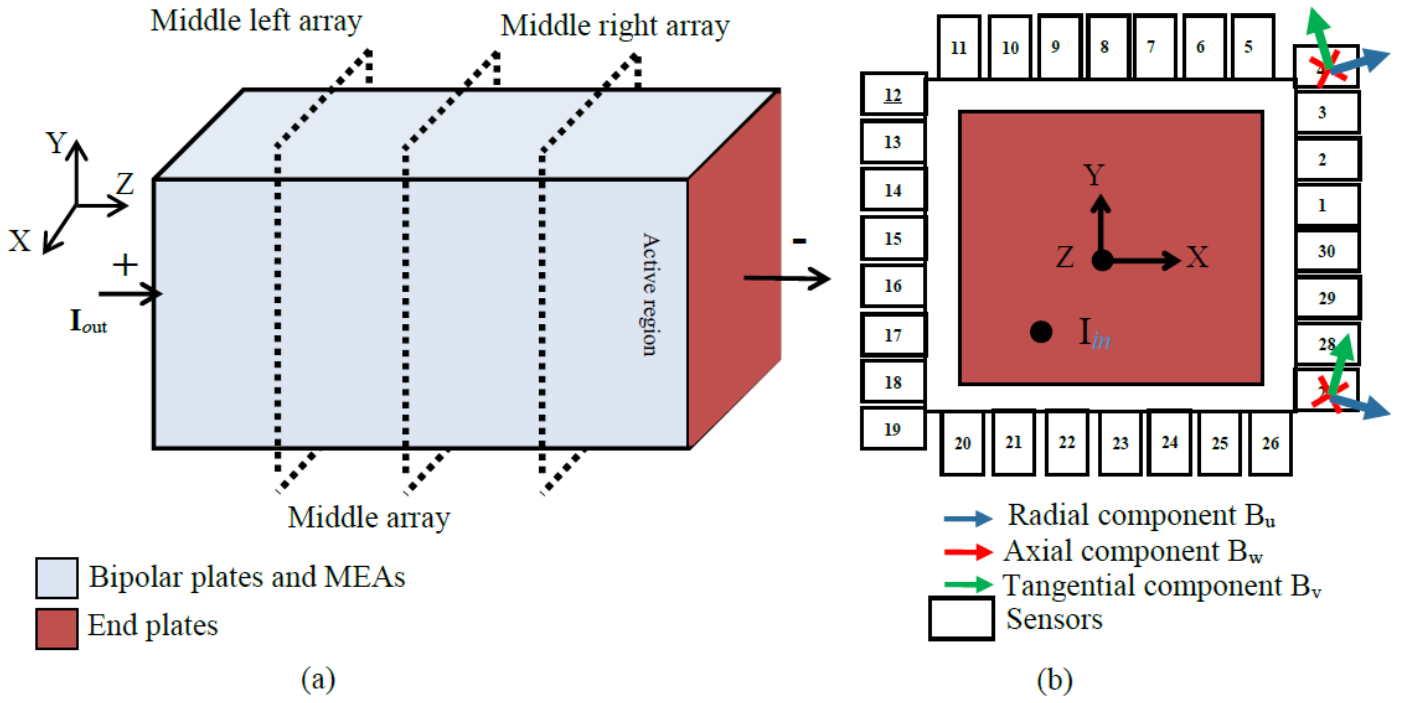 Middle left array
Middle right array
Y
Z
X
+
-
I_out
Active region
Middle array
Bipolar plates and MEAs
End plates
(a)
11 10 9 8 7 6 5
12
13
14
15
16
17
18
19
3
2
1
30
29
28
20 21 22 23 24 25 26
Y
Z X
I_in
Radial component B_u
Axial component B_w
Tangential component B_v
Sensors
(b)